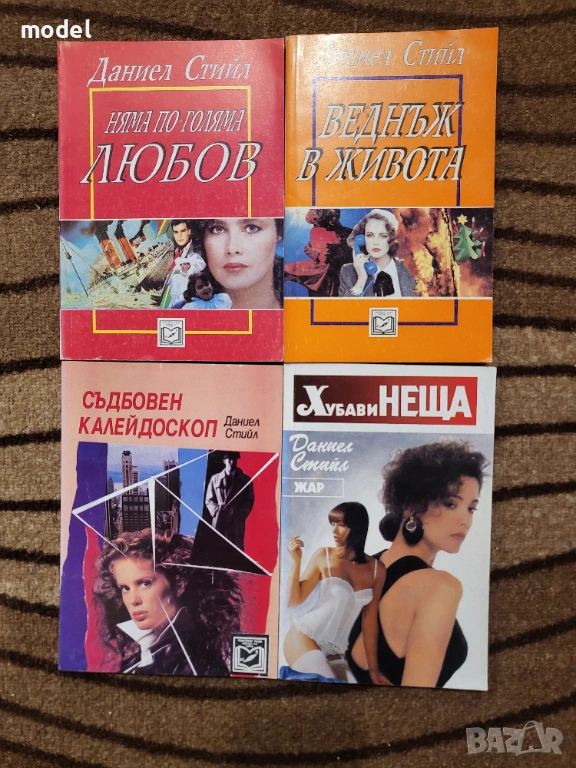 model
Даниел Стийл
НЯМА ПО ГОЛЯМА
ЛЮБОВ
Даниел Стийл
ВЕДНЪЖ
В ЖИВОТА
СЪДБОВЕН
КАЛЕЙДОСКОП
Даниел
Стийл
ХУБАВИ НЕЩА
Даниел
Стийл
ЖАР
BAZAR